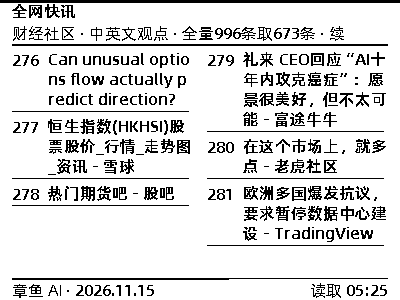 全网快讯
财经社区 · 中英文观点 · 全量996条取673条 · 续
276 Can unusual optio
ns flow actually p
redict direction?
277 恒生指数(HKHSI)股
票股价_行情_走势图
_资讯 - 雪球
278 热门期货吧 - 股吧
279 礼来 CEO回应“AI十
年内攻克癌症”：愿
景很美好，但不太可
能 - 富途牛牛
280 在这个市场上，就多
点 - 老虎社区
281 欧洲多国爆发抗议，
要求暂停数据中心建
设 - TradingView
章鱼 AI · 2026.11.15
读取 05:25